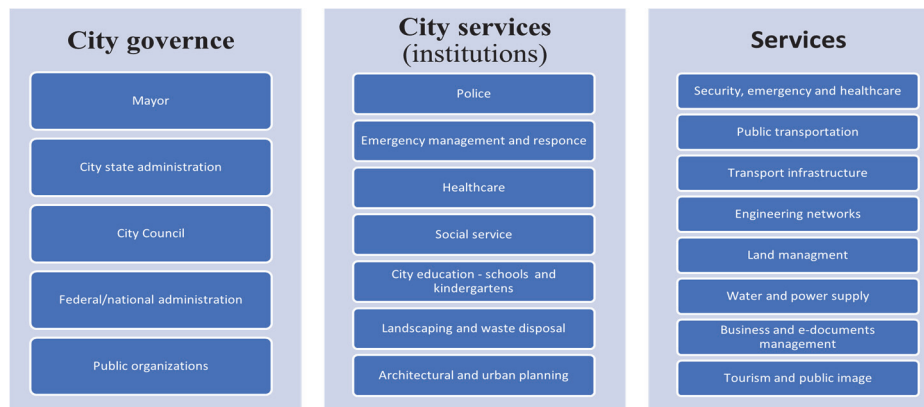 City governce
Mayor
City state administration
City Council
Federal/national administration
Public organizations
City services
(institutions)
Police
Emergency management and responce
Healthcare
Social service
City education - schools and
kindergartens
Landscaping and waste disposal
Architectural and urban planning
Services
Security, emergency and healthcare
Public transportation
Transport infrastructure
Engineering networks
Land managment
Water and power supply
Business and e-documents
management
Tourism and public image